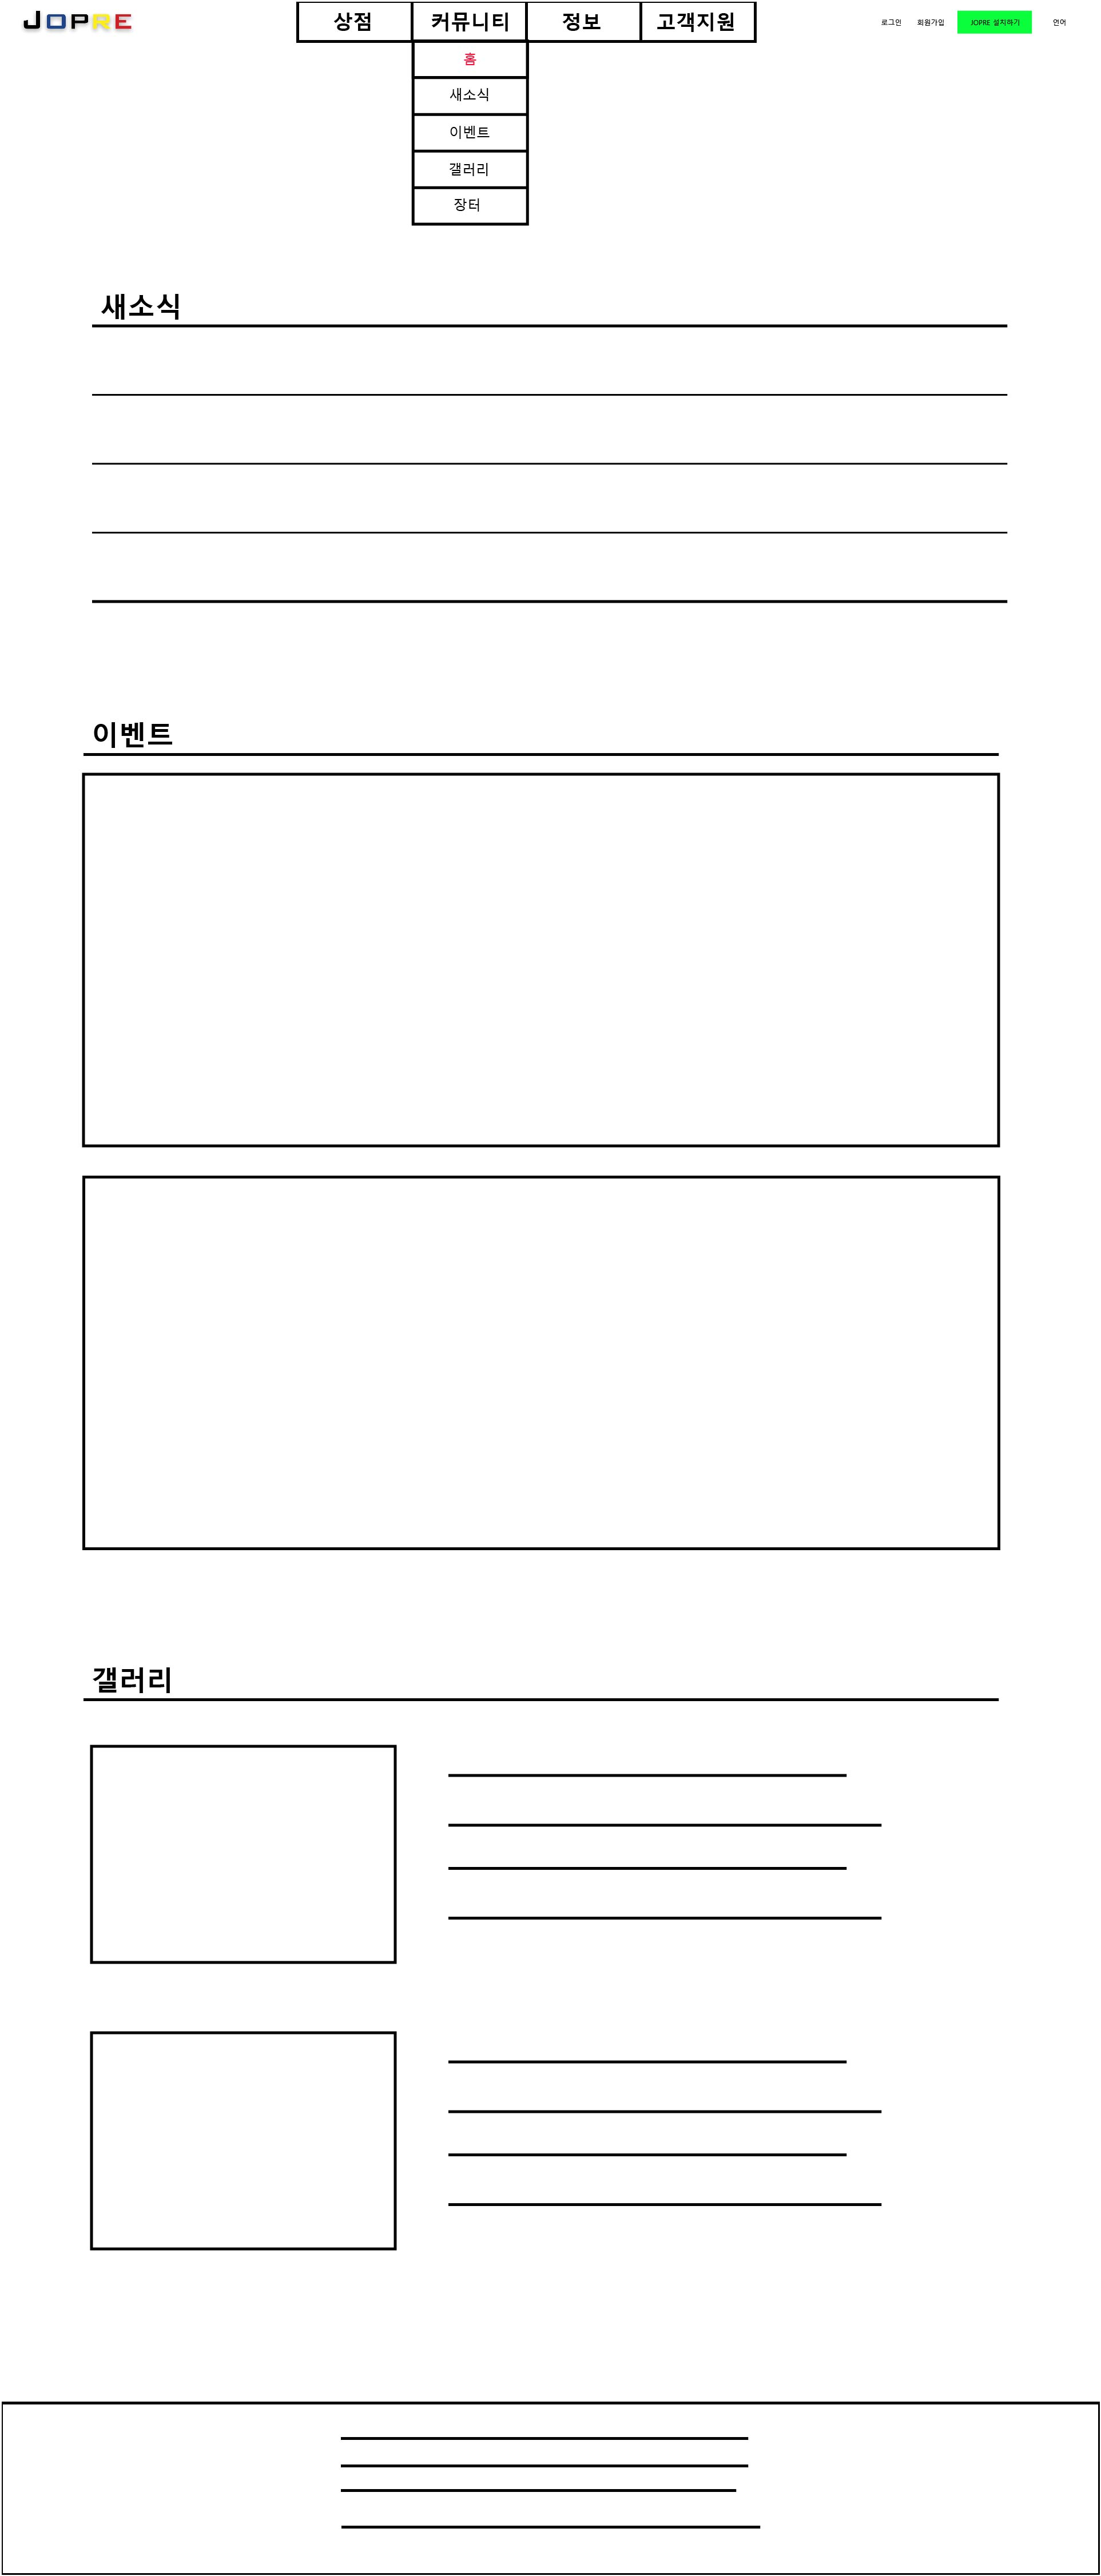 JOPRE
상점 커뮤니티 정보 고객지원
로그인 회원가입 JOPRE 설치하기 언어
홈
새소식
이벤트
갤러리
장터
새소식
이벤트
갤러리